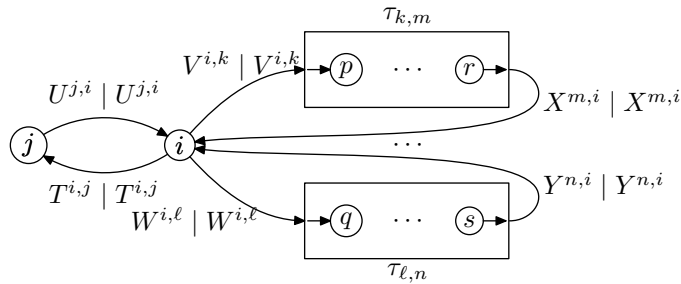 τ_{k,m}
V^{i,k} | V^{i,k}
p ⋯ r
U^{j,i} | U^{j,i}
X^{m,i} | X^{m,i}
j i ⋯
T^{i,j} | T^{i,j}
Y^{n,i} | Y^{n,i}
W^{i,ℓ} | W^{i,ℓ}
q ⋯ s
τ_{ℓ,n}